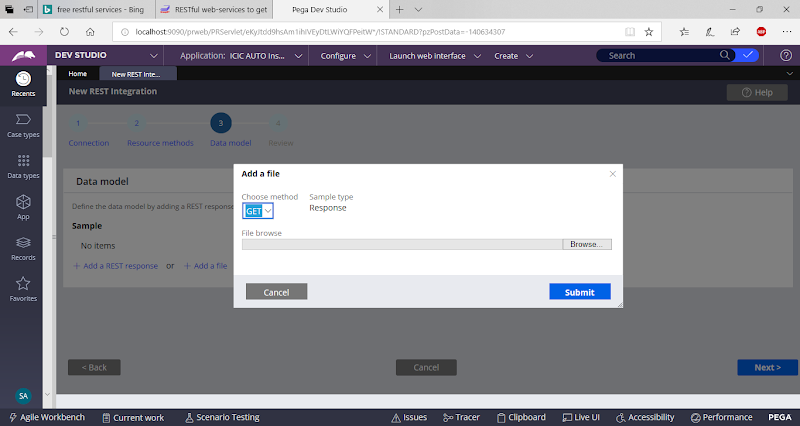 free restful services - Bing
RESTful web-services to get
Pega Dev Studio
localhost:9090/prweb/PRServlet/
DEV STUDIO
Application: ICIC AUTO Ins...
Configure
Launch web interface
Create
Search
Recents
Case types
Data types
App
Records
Favorites
SA
Home
New REST Inte...
New REST Integration
Help
1
2
3
4
Connection
Resource methods
Data model
Review
Data model
Define the data model by adding a REST response
Sample
No items
+ Add a REST response or + Add a file
Add a file
Choose method
Sample type
GET
Response
File browse
Browse...
Cancel
Submit
< Back
Cancel
Next >
Agile Workbench
Current work
Scenario Testing
Issues
Tracer
Clipboard
Live UI
Accessibility
Performance
PEGA